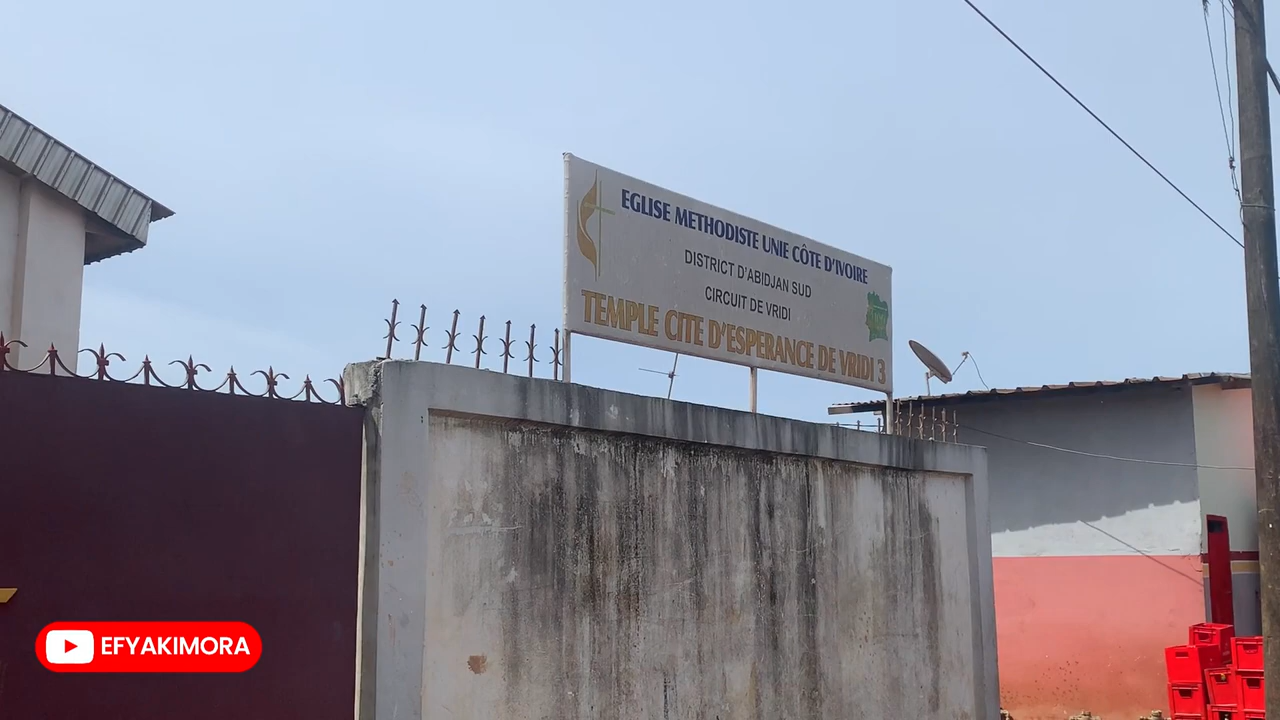 EGLISE METHODISTE UNIE CÔTE D'IVOIRE
DISTRICT D'ABIDJAN SUD
CIRCUIT DE VRIDI
TEMPLE CITE D'ESPERANCE DE VRIDI 3
EFYAKIMORA